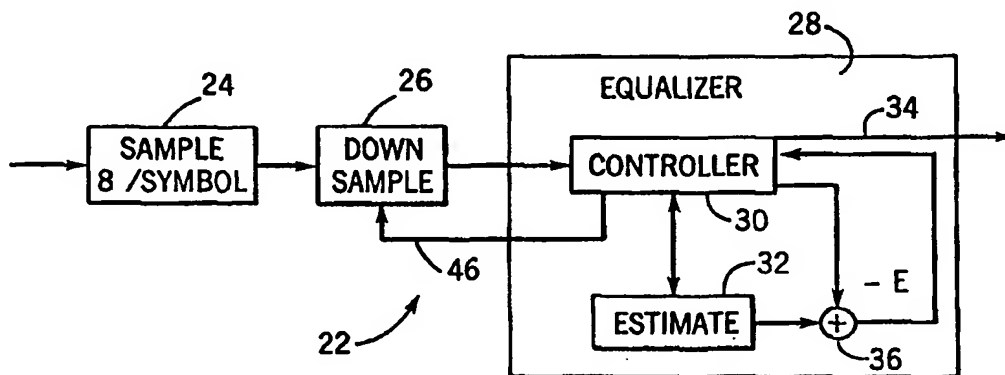 28
EQUALIZER
24
26
34
SAMPLE
8 /SYMBOL
DOWN
SAMPLE
CONTROLLER
30
46
32
- E
ESTIMATE
+
22
36